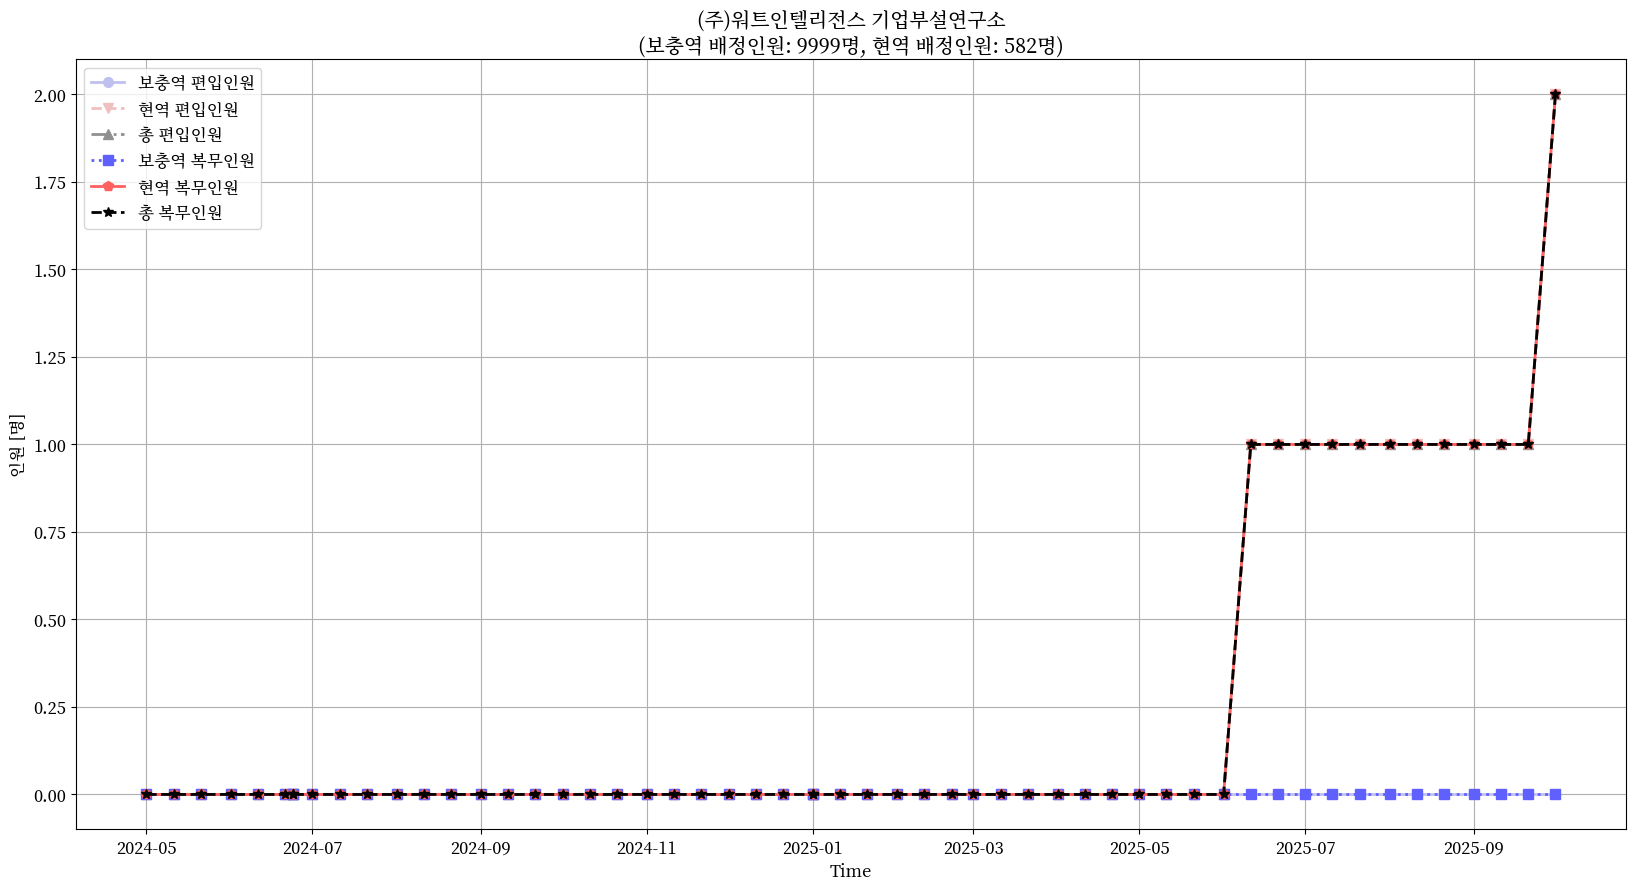 (주)워트인텔리전스 기업부설연구소
(보충역 배정인원: 9999명, 현역 배정인원: 582명)
보충역 편입인원
현역 편입인원
총 편입인원
보충역 복무인원
현역 복무인원
총 복무인원
2.00
1.75
1.50
1.25
1.00
0.75
0.50
0.25
0.00
인원 [명]
2024-05 2024-07 2024-09 2024-11 2025-01 2025-03 2025-05 2025-07 2025-09
Time